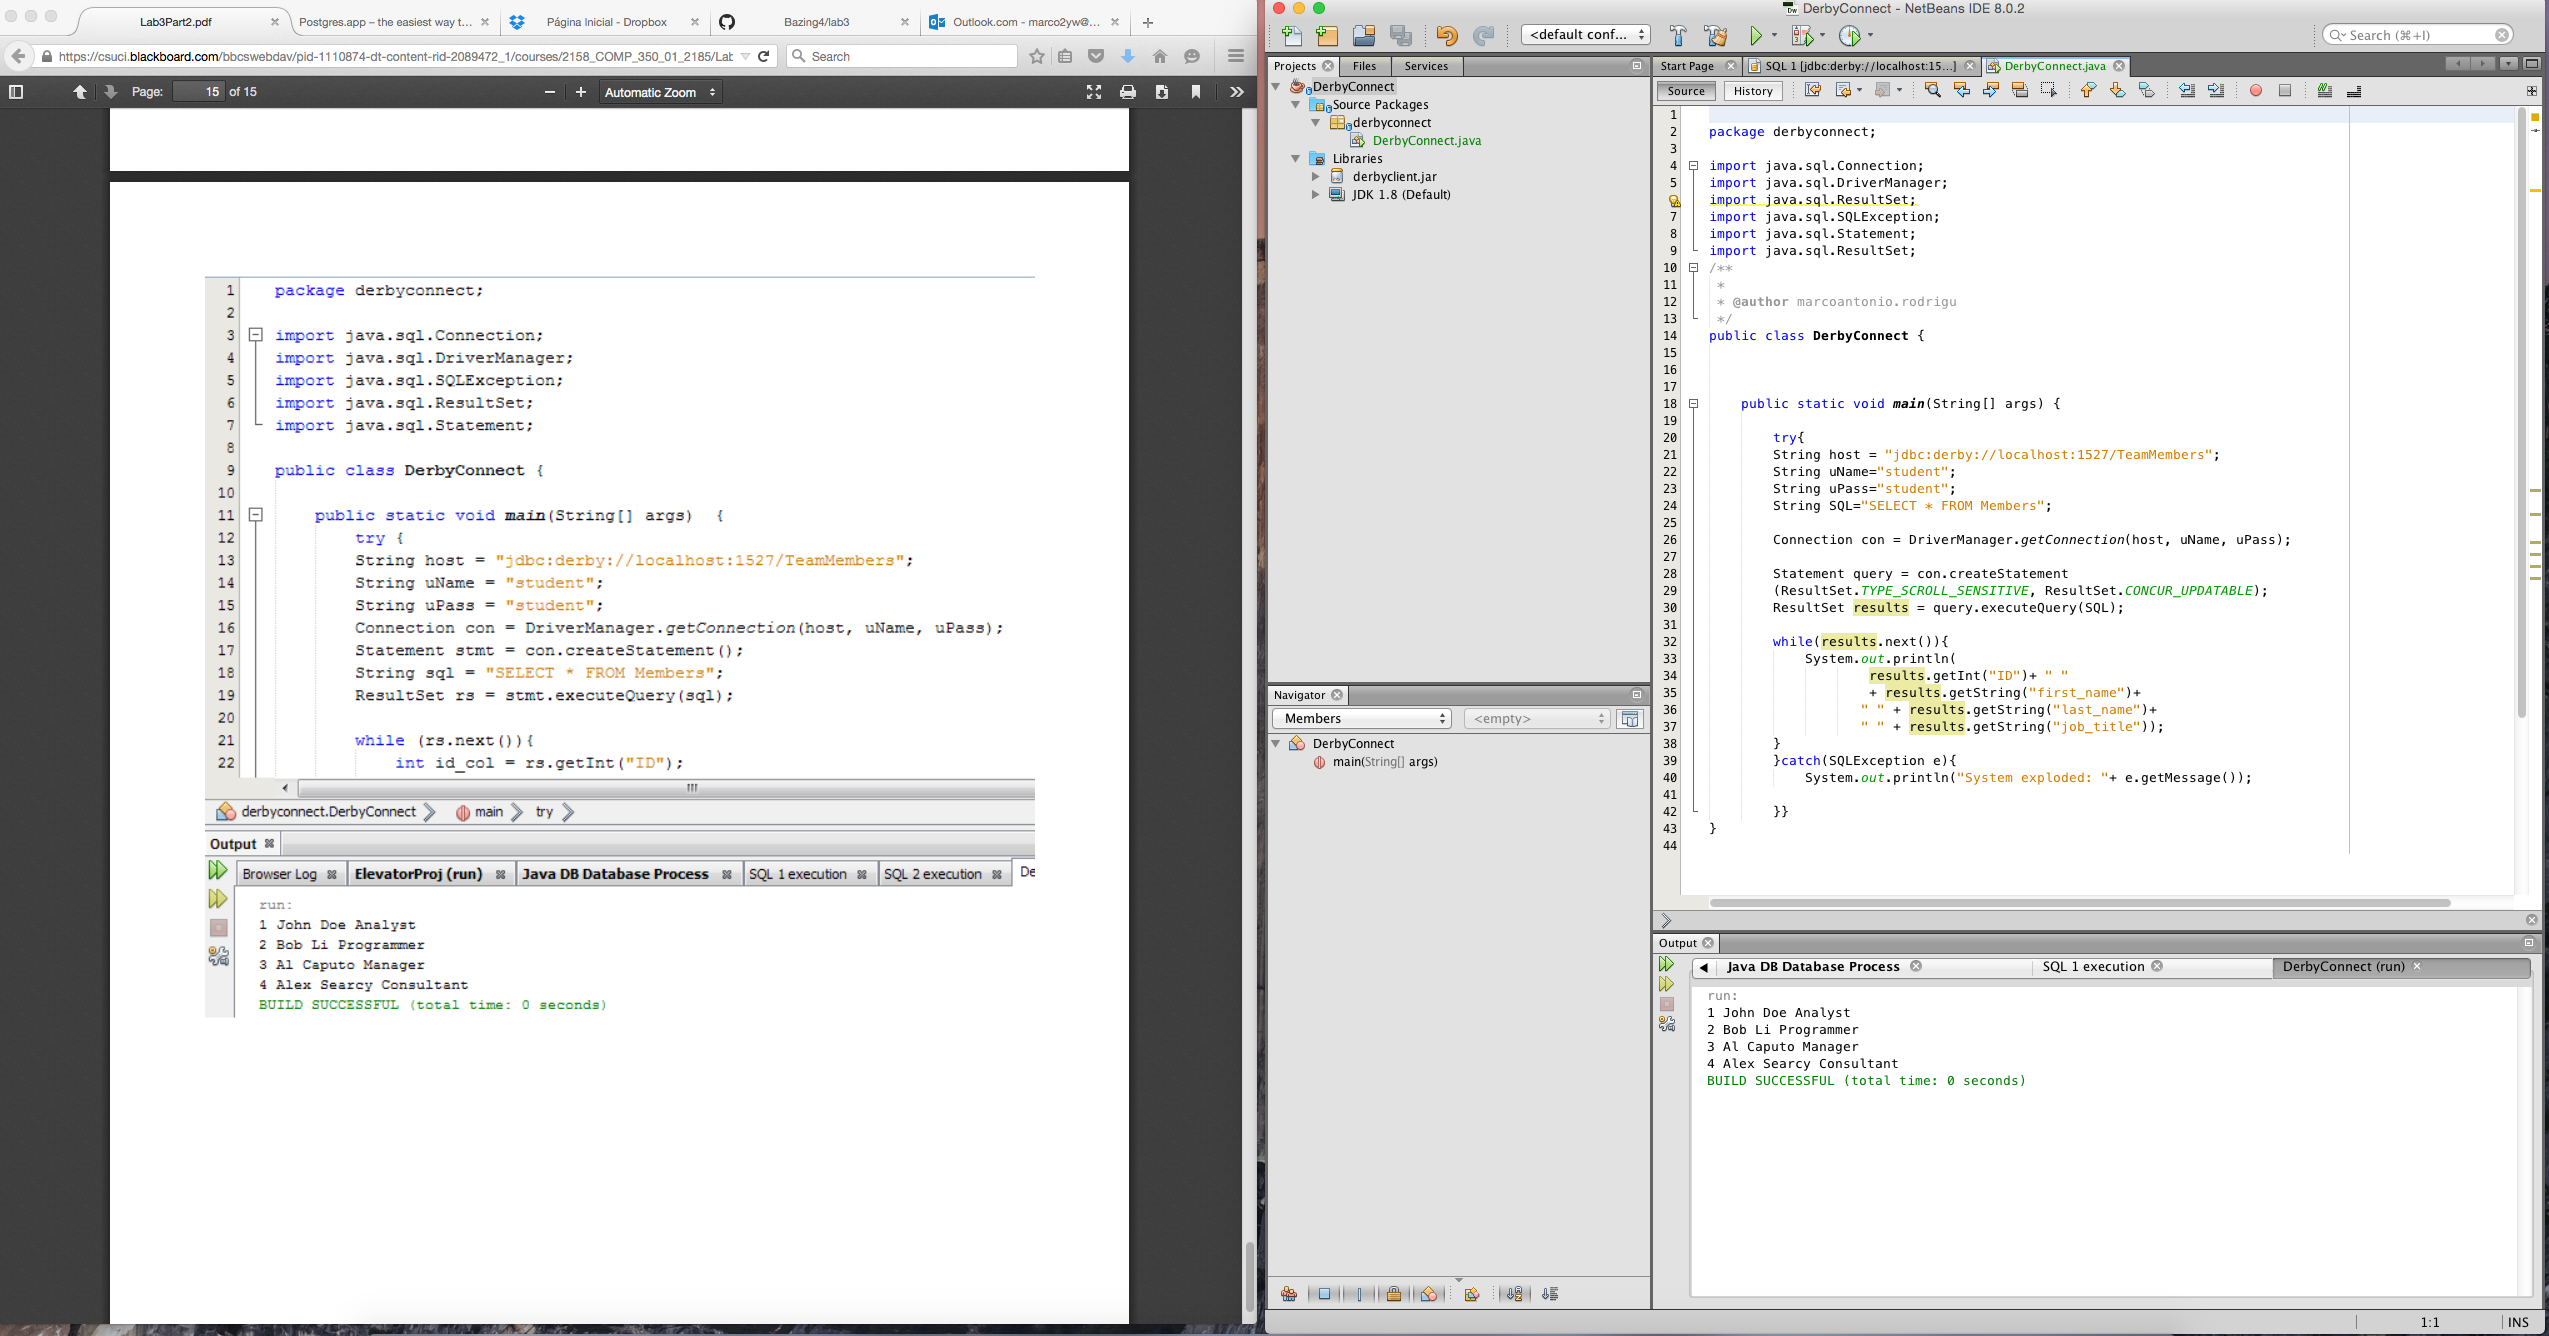 Lab3Part2.pdf
Postgres.app – the easiest way t...
Página Inicial - Dropbox
Bazing4/lab3
Outlook.com - marco2yw@...
https://csuci.blackboard.com/bbcswebdav/pid-1110874-dt-content-rid-2089472_1/courses/2158_COMP_350_01_2185/Lab
Search
Page: 15 of 15
Automatic Zoom
1 package derbyconnect;
2
3 import java.sql.Connection;
4 import java.sql.DriverManager;
5 import java.sql.SQLException;
6 import java.sql.ResultSet;
7 import java.sql.Statement;
8
9 public class DerbyConnect {
10
11 public static void main(String[] args) {
12 try {
13 String host = "jdbc:derby://localhost:1527/TeamMembers";
14 String uName = "student";
15 String uPass = "student";
16 Connection con = DriverManager.getConnection(host, uName, uPass);
17 Statement stmt = con.createStatement();
18 String sql = "SELECT * FROM Members";
19 ResultSet rs = stmt.executeQuery(sql);
20
21 while (rs.next()){
22 int id_col = rs.getInt("ID");
derbyconnect.DerbyConnect main try
Output
Browser Log ElevatorProj (run) Java DB Database Process SQL 1 execution SQL 2 execution De
run:
1 John Doe Analyst
2 Bob Li Programmer
3 Al Caputo Manager
4 Alex Searcy Consultant
BUILD SUCCESSFUL (total time: 0 seconds)
DerbyConnect - NetBeans IDE 8.0.2
<default conf...
Search (⌘+I)
Projects Files Services
DerbyConnect
Source Packages
derbyconnect
DerbyConnect.java
Libraries
derbyclient.jar
JDK 1.8 (Default)
Navigator
Members <empty>
DerbyConnect
main(String[] args)
Start Page SQL 1 [jdbc:derby://localhost:15...] DerbyConnect.java
Source History
1
2 package derbyconnect;
3
4 import java.sql.Connection;
5 import java.sql.DriverManager;
import java.sql.ResultSet;
7 import java.sql.SQLException;
8 import java.sql.Statement;
9 import java.sql.ResultSet;
10 /**
11 *
12 * @author marcoantonio.rodrigu
13 */
14 public class DerbyConnect {
15
16
17
18 public static void main(String[] args) {
19
20 try{
21 String host = "jdbc:derby://localhost:1527/TeamMembers";
22 String uName="student";
23 String uPass="student";
24 String SQL="SELECT * FROM Members";
25
26 Connection con = DriverManager.getConnection(host, uName, uPass);
27
28 Statement query = con.createStatement
29 (ResultSet.TYPE_SCROLL_SENSITIVE, ResultSet.CONCUR_UPDATABLE);
30 ResultSet results = query.executeQuery(SQL);
31
32 while(results.next()){
33 System.out.println(
34 results.getInt("ID")+ " "
35 + results.getString("first_name")+
36 " " + results.getString("last_name")+
37 " " + results.getString("job_title"));
38 }
39 }catch(SQLException e){
40 System.out.println("System exploded: "+ e.getMessage());
41
42 }}
43 }
44
Output
Java DB Database Process SQL 1 execution DerbyConnect (run)
run:
1 John Doe Analyst
2 Bob Li Programmer
3 Al Caputo Manager
4 Alex Searcy Consultant
BUILD SUCCESSFUL (total time: 0 seconds)
1:1 INS